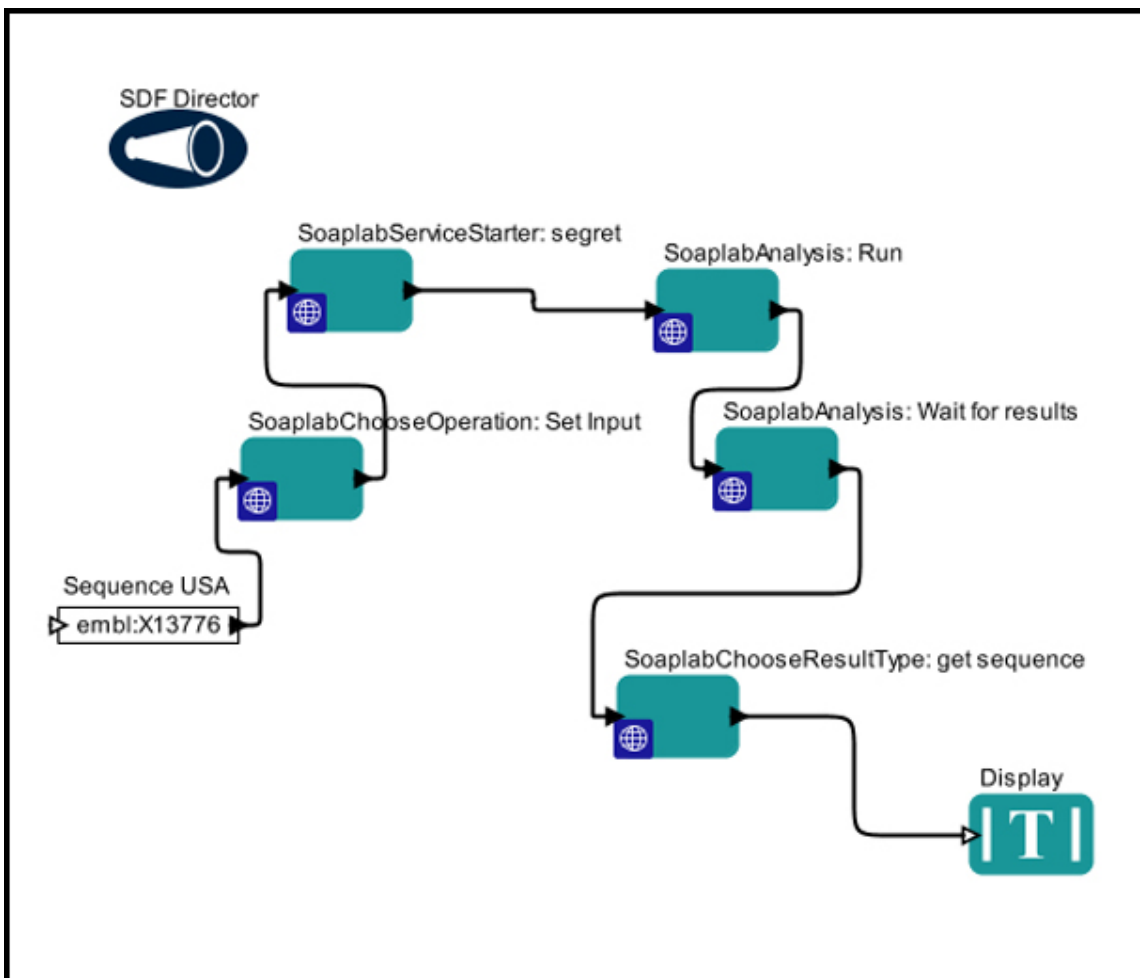 SDF Director
SoaplabServiceStarter: segret
SoaplabAnalysis: Run
SoaplabChooseOperation: Set Input
SoaplabAnalysis: Wait for results
Sequence USA
embl:X13776
SoaplabChooseResultType: get sequence
Display
T